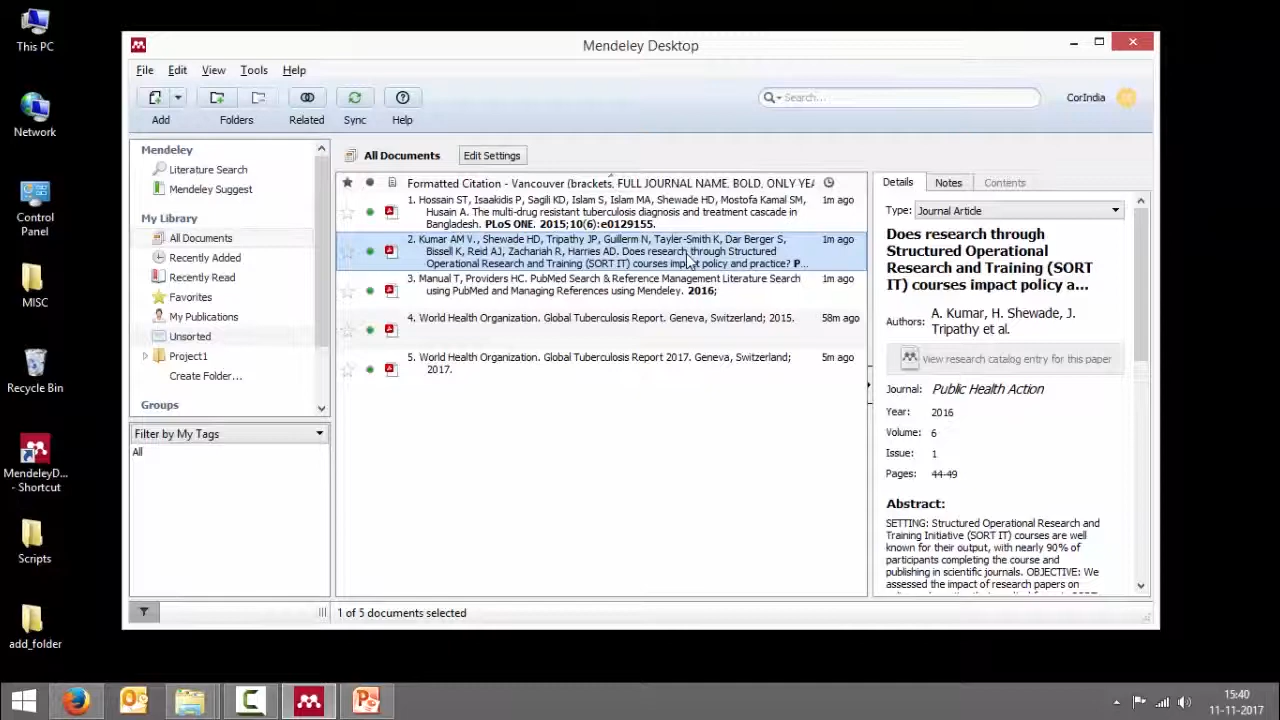 This PC
Network
Control
Panel
MISC
Recycle Bin
MendeleyD...
- Shortcut
Scripts
add_folder
Mendeley Desktop
File Edit View Tools Help
Search...
CorIndia
Add Folders Related Sync Help
Mendeley
Literature Search
Mendeley Suggest
My Library
All Documents
Recently Added
Recently Read
Favorites
My Publications
Unsorted
Project1
Create Folder...
Groups
Filter by My Tags
All
All Documents Edit Settings
Formatted Citation - Vancouver (brackets, FULL JOURNAL NAME, BOLD, ONLY YEA
1. Hossain ST, Isaakidis P, Sagili KD, Islam S, Islam MA, Shewade HD, Mostofa Kamal SM, 1m ago
Husain A. The multi-drug resistant tuberculosis diagnosis and treatment cascade in
Bangladesh. PLoS ONE. 2015;10(6):e0129155.
2. Kumar AM V., Shewade HD, Tripathy JP, Guillerm N, Tayler-Smith K, Dar Berger S, 1m ago
Bissell K, Reid AJ, Zachariah R, Harries AD. Does research through Structured
Operational Research and Training (SORT IT) courses impact policy and practice? P...
3. Manual T, Providers HC. PubMed Search & Reference Management Literature Search 1m ago
using PubMed and Managing References using Mendeley. 2016;
4. World Health Organization. Global Tuberculosis Report. Geneva, Switzerland; 2015. 58m ago
5. World Health Organization. Global Tuberculosis Report 2017. Geneva, Switzerland; 5m ago
2017.
1 of 5 documents selected
Details Notes Contents
Type: Journal Article
Does research through
Structured Operational
Research and Training (SORT
IT) courses impact policy a...
Authors: A. Kumar, H. Shewade, J.
Tripathy et al.
View research catalog entry for this paper
Journal: Public Health Action
Year: 2016
Volume: 6
Issue: 1
Pages: 44-49
Abstract:
SETTING: Structured Operational Research and
Training Initiative (SORT IT) courses are well
known for their output, with nearly 90% of
participants completing the course and
publishing in scientific journals. OBJECTIVE: We
assessed the impact of research papers on
15:40
11-11-2017